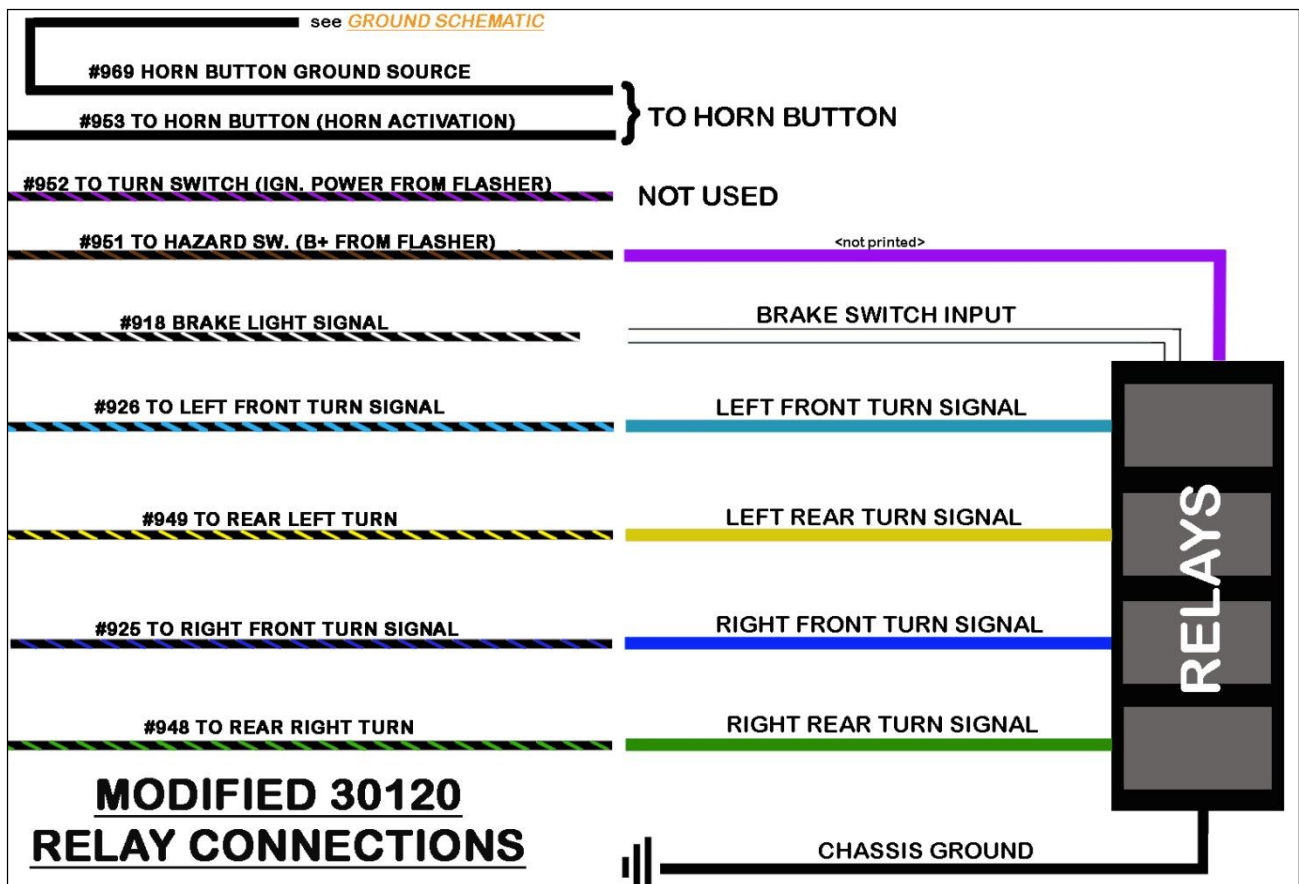 see GROUND SCHEMATIC
#969 HORN BUTTON GROUND SOURCE
#953 TO HORN BUTTON (HORN ACTIVATION)
TO HORN BUTTON
#952 TO TURN SWITCH (IGN. POWER FROM FLASHER)
NOT USED
#951 TO HAZARD SW. (B+ FROM FLASHER)
<not printed>
#918 BRAKE LIGHT SIGNAL
BRAKE SWITCH INPUT
#926 TO LEFT FRONT TURN SIGNAL
LEFT FRONT TURN SIGNAL
#949 TO REAR LEFT TURN
LEFT REAR TURN SIGNAL
#925 TO RIGHT FRONT TURN SIGNAL
RIGHT FRONT TURN SIGNAL
#948 TO REAR RIGHT TURN
RIGHT REAR TURN SIGNAL
RELAYS
MODIFIED 30120
RELAY CONNECTIONS
CHASSIS GROUND